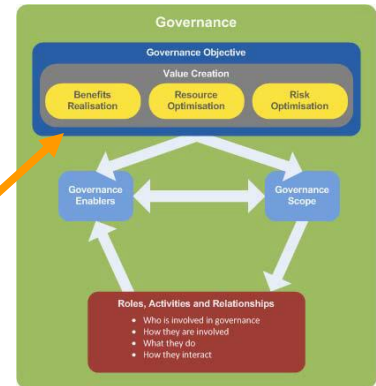 Governance
Governance Objective
Value Creation
Benefits
Realisation
Resource
Optimisation
Risk
Optimisation
Governance
Enablers
Governance
Scope
Roles, Activities and Relationships
• Who is involved in governance
• How they are involved
• What they do
• How they interact